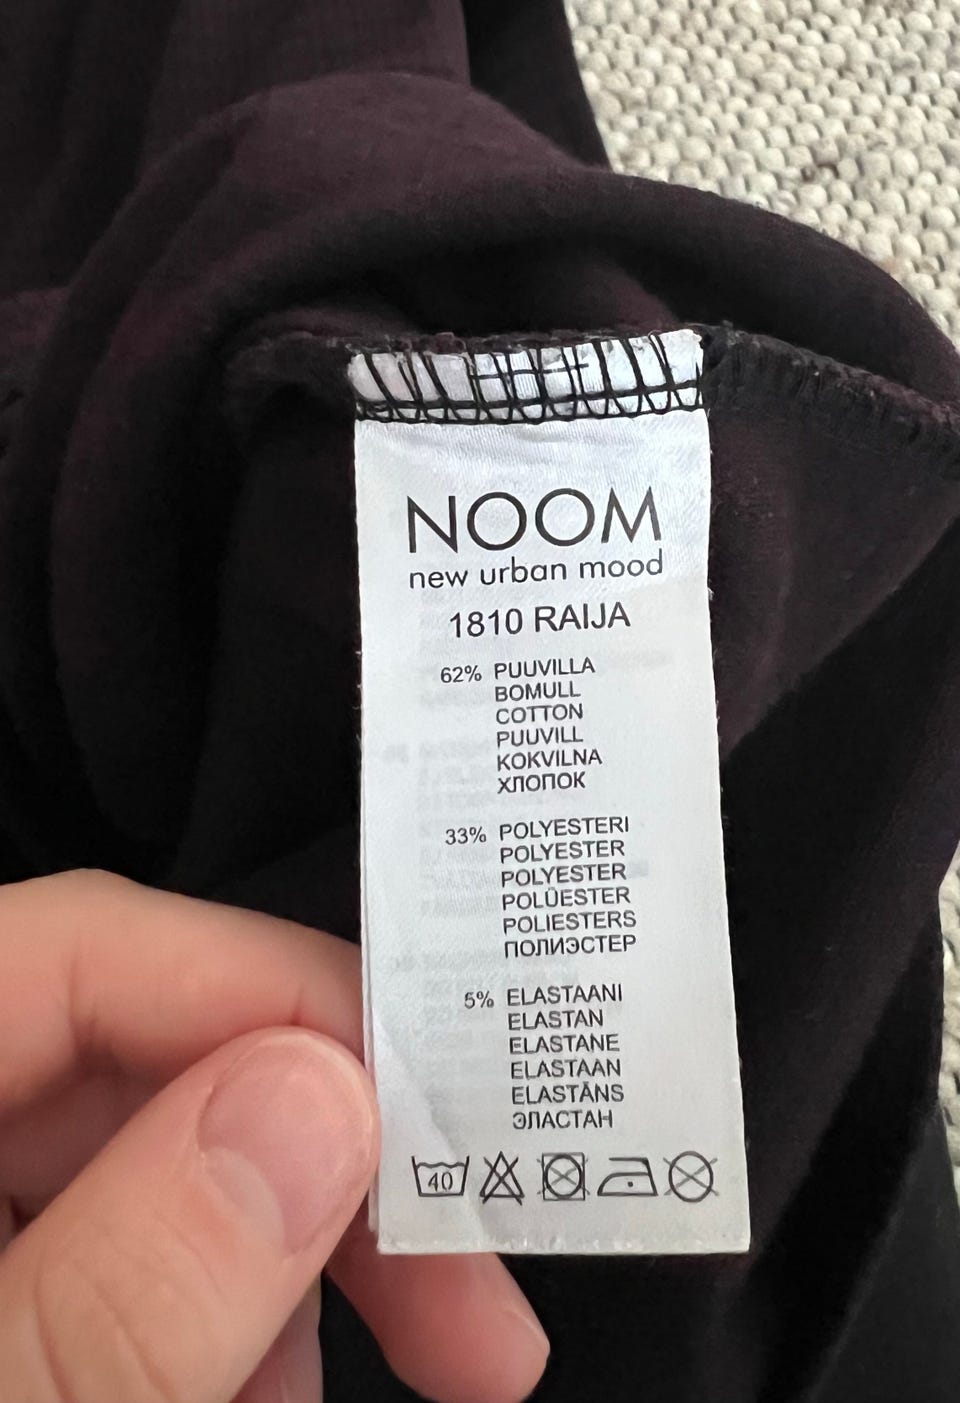 NOOM
new urban mood
1810 RAIJA
62% PUUVILLA
BOMULL
COTTON
PUUVILL
KOKVILNA
ХЛОПОК
33% POLYESTERI
POLYESTER
POLYESTER
POLÜESTER
POLIESTERS
ПОЛИЭСТЕР
5% ELASTAANI
ELASTAN
ELASTANE
ELASTAAN
ELASTĀNS
ЭЛАСТАН
40